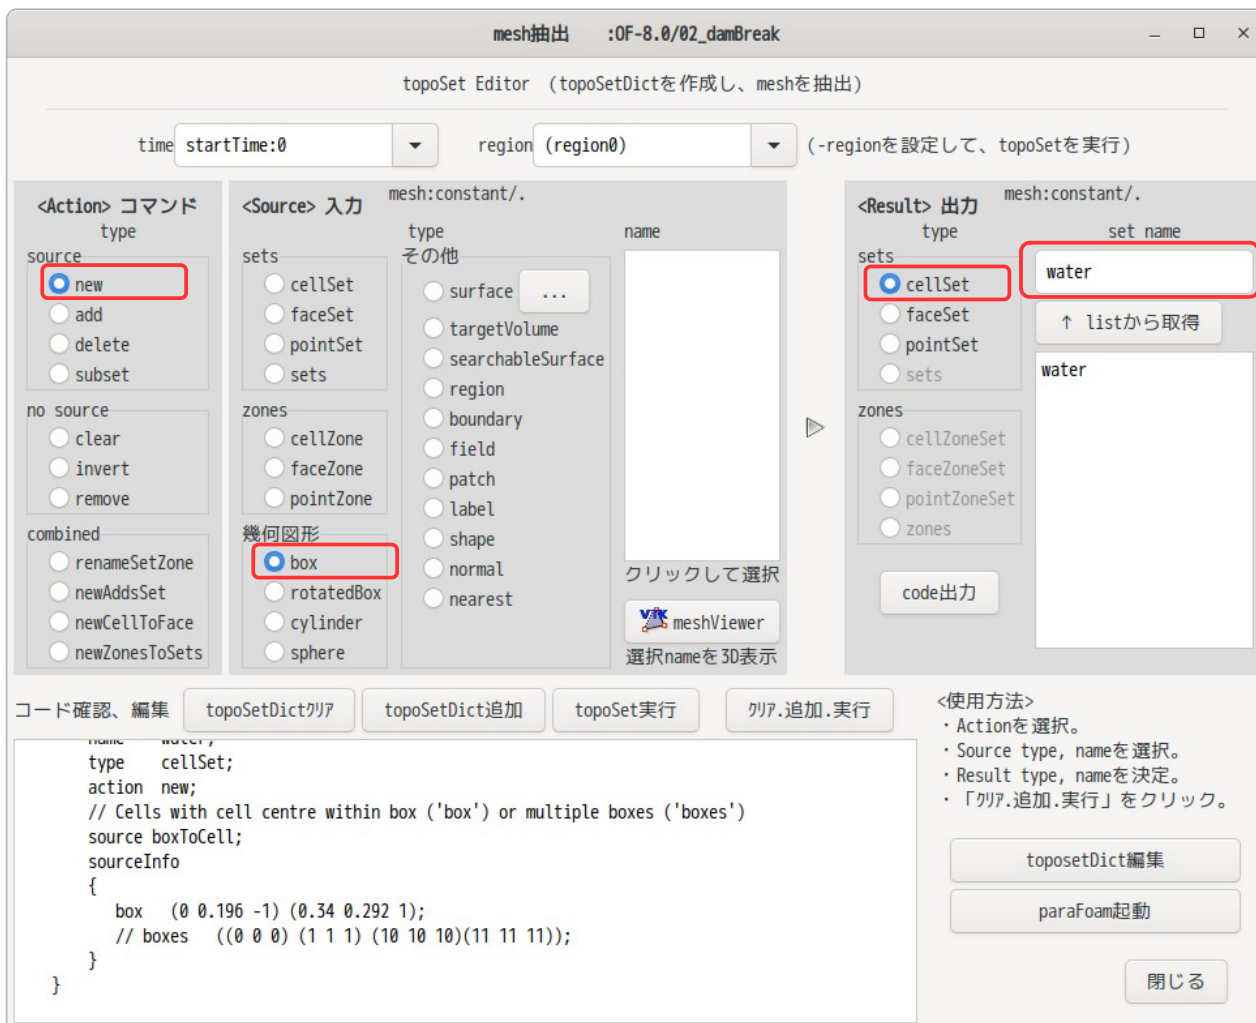 mesh抽出 :OF-8.0/02_damBreak
topoSet Editor (topoSetDictを作成し、meshを抽出)
time startTime:0 region (region0) (-regionを設定して、topoSetを実行)
<Action> コマンド
type
source
new
add
delete
subset
no source
clear
invert
remove
combined
renameSetZone
newAddsSet
newCellToFace
newZonesToSets
<Source> 入力
mesh:constant/.
sets
cellSet
faceSet
pointSet
sets
zones
cellZone
faceZone
pointZone
幾何図形
box
rotatedBox
cylinder
sphere
type
その他
surface ...
targetVolume
searchableSurface
region
boundary
field
patch
label
shape
normal
nearest
name
クリックして選択
VTK meshViewer
選択nameを3D表示
<Result> 出力
mesh:constant/.
type
sets
cellSet
faceSet
pointSet
sets
zones
cellZoneSet
faceZoneSet
pointZoneSet
zones
code出力
set name
water
↑ listから取得
water
コード確認、編集 topoSetDictｸﾘｱ topoSetDict追加 topoSet実行 ｸﾘｱ.追加.実行
name water;
type cellSet;
action new;
// Cells with cell centre within box ('box') or multiple boxes ('boxes')
source boxToCell;
sourceInfo
{
box (0 0.196 -1) (0.34 0.292 1);
// boxes ((0 0 0) (1 1 1) (10 10 10)(11 11 11));
}
}
<使用方法>
・Actionを選択。
・Source type, nameを選択。
・Result type, nameを決定。
・「ｸﾘｱ.追加.実行」をクリック。
toposetDict編集
paraFoam起動
閉じる